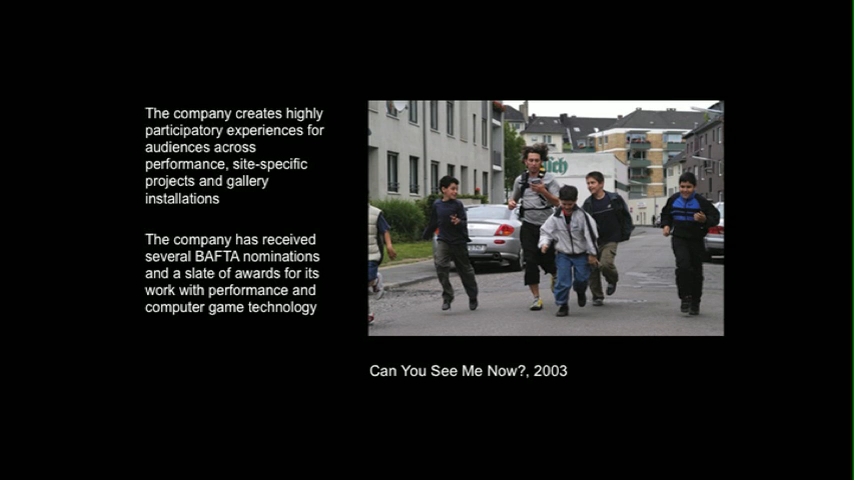 The company creates highly
participatory experiences for
audiences across
performance, site-specific
projects and gallery
installations
The company has received
several BAFTA nominations
and a slate of awards for its
work with performance and
computer game technology
Can You See Me Now?, 2003